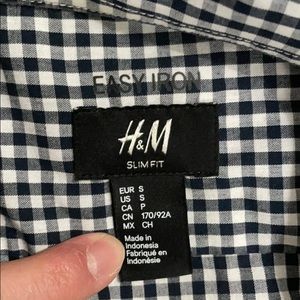 EASY IRON
H&M
SLIM FIT
EUR S
US S
CA P
CN 170/92A
MX CH
Made in
Indonesia
Fabriqué en
Indonésie